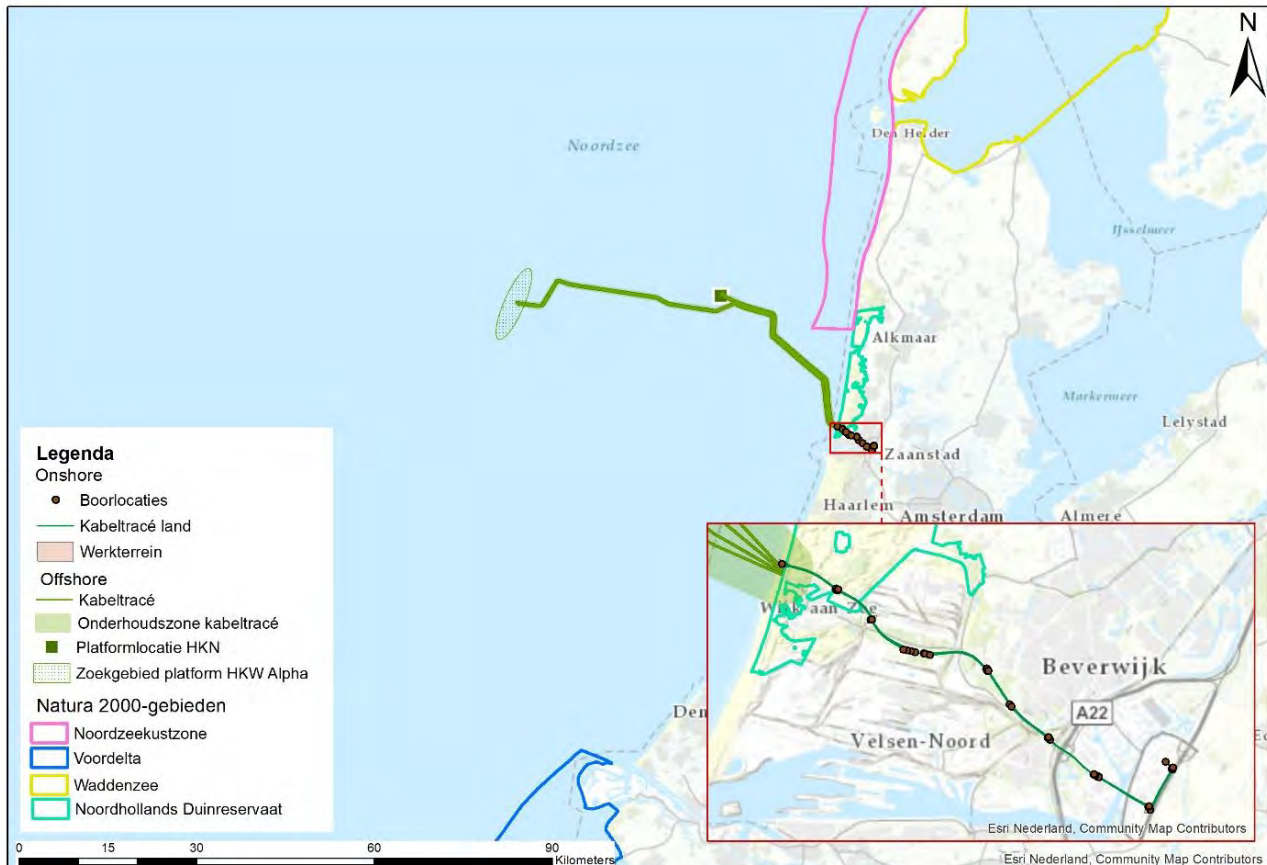 N
Noordzee
Den Helder
IJsselmeer
Alkmaar
Markermeer
Lelystad
Zaanstad
Haarlem
Amsterdam
Almere
Wijk aan Zee
Beverwijk
A22
Velsen-Noord
Esri Nederland, Community Map Contributors
Den
Legenda
Onshore
Boorlocaties
Kabeltracé land
Werkterrein
Offshore
Kabeltracé
Onderhoudszone kabeltracé
Platformlocatie HKN
Zoekgebied platform HKW Alpha
Natura 2000-gebieden
Noordzeekustzone
Voordelta
Waddenzee
Noordhollands Duinreservaat
0 15 30 60 90
Kilometers
Esri Nederland, Community Map Contributors